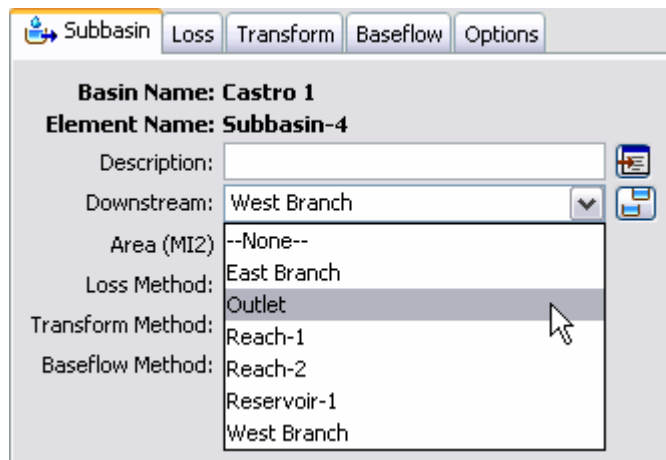 Subbasin Loss Transform Baseflow Options
Basin Name: Castro 1
Element Name: Subbasin-4
Description:
Downstream: West Branch
Area (MI2) --None--
East Branch
Loss Method:
Outlet
Transform Method:
Reach-1
Baseflow Method: Reach-2
Reservoir-1
West Branch